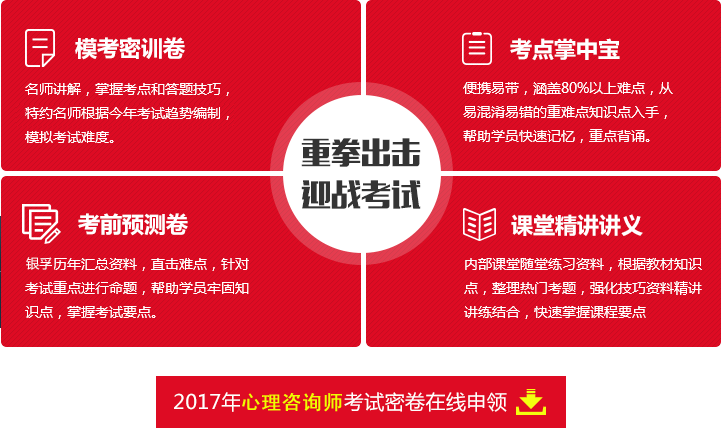 模考密训卷
名师讲解，掌握考点和答题技巧，
特约名师根据今年考试趋势编制，
模拟考试难度。
考点掌中宝
便携易带，涵盖80%以上难点，从
易混淆易错的重难点知识点入手，
帮助学员快速记忆，重点背诵。
重拳出击
迎战考试
考前预测卷
银孚历年汇总资料，直击难点，针对
考试重点进行命题，帮助学员牢固知
识点，掌握考试要点。
课堂精讲讲义
内部课堂随堂练习资料，根据教材知识
点，整理热门考题，强化技巧资料精讲
讲练结合，快速掌握课程要点
2017年心理咨询师考试密卷在线申领